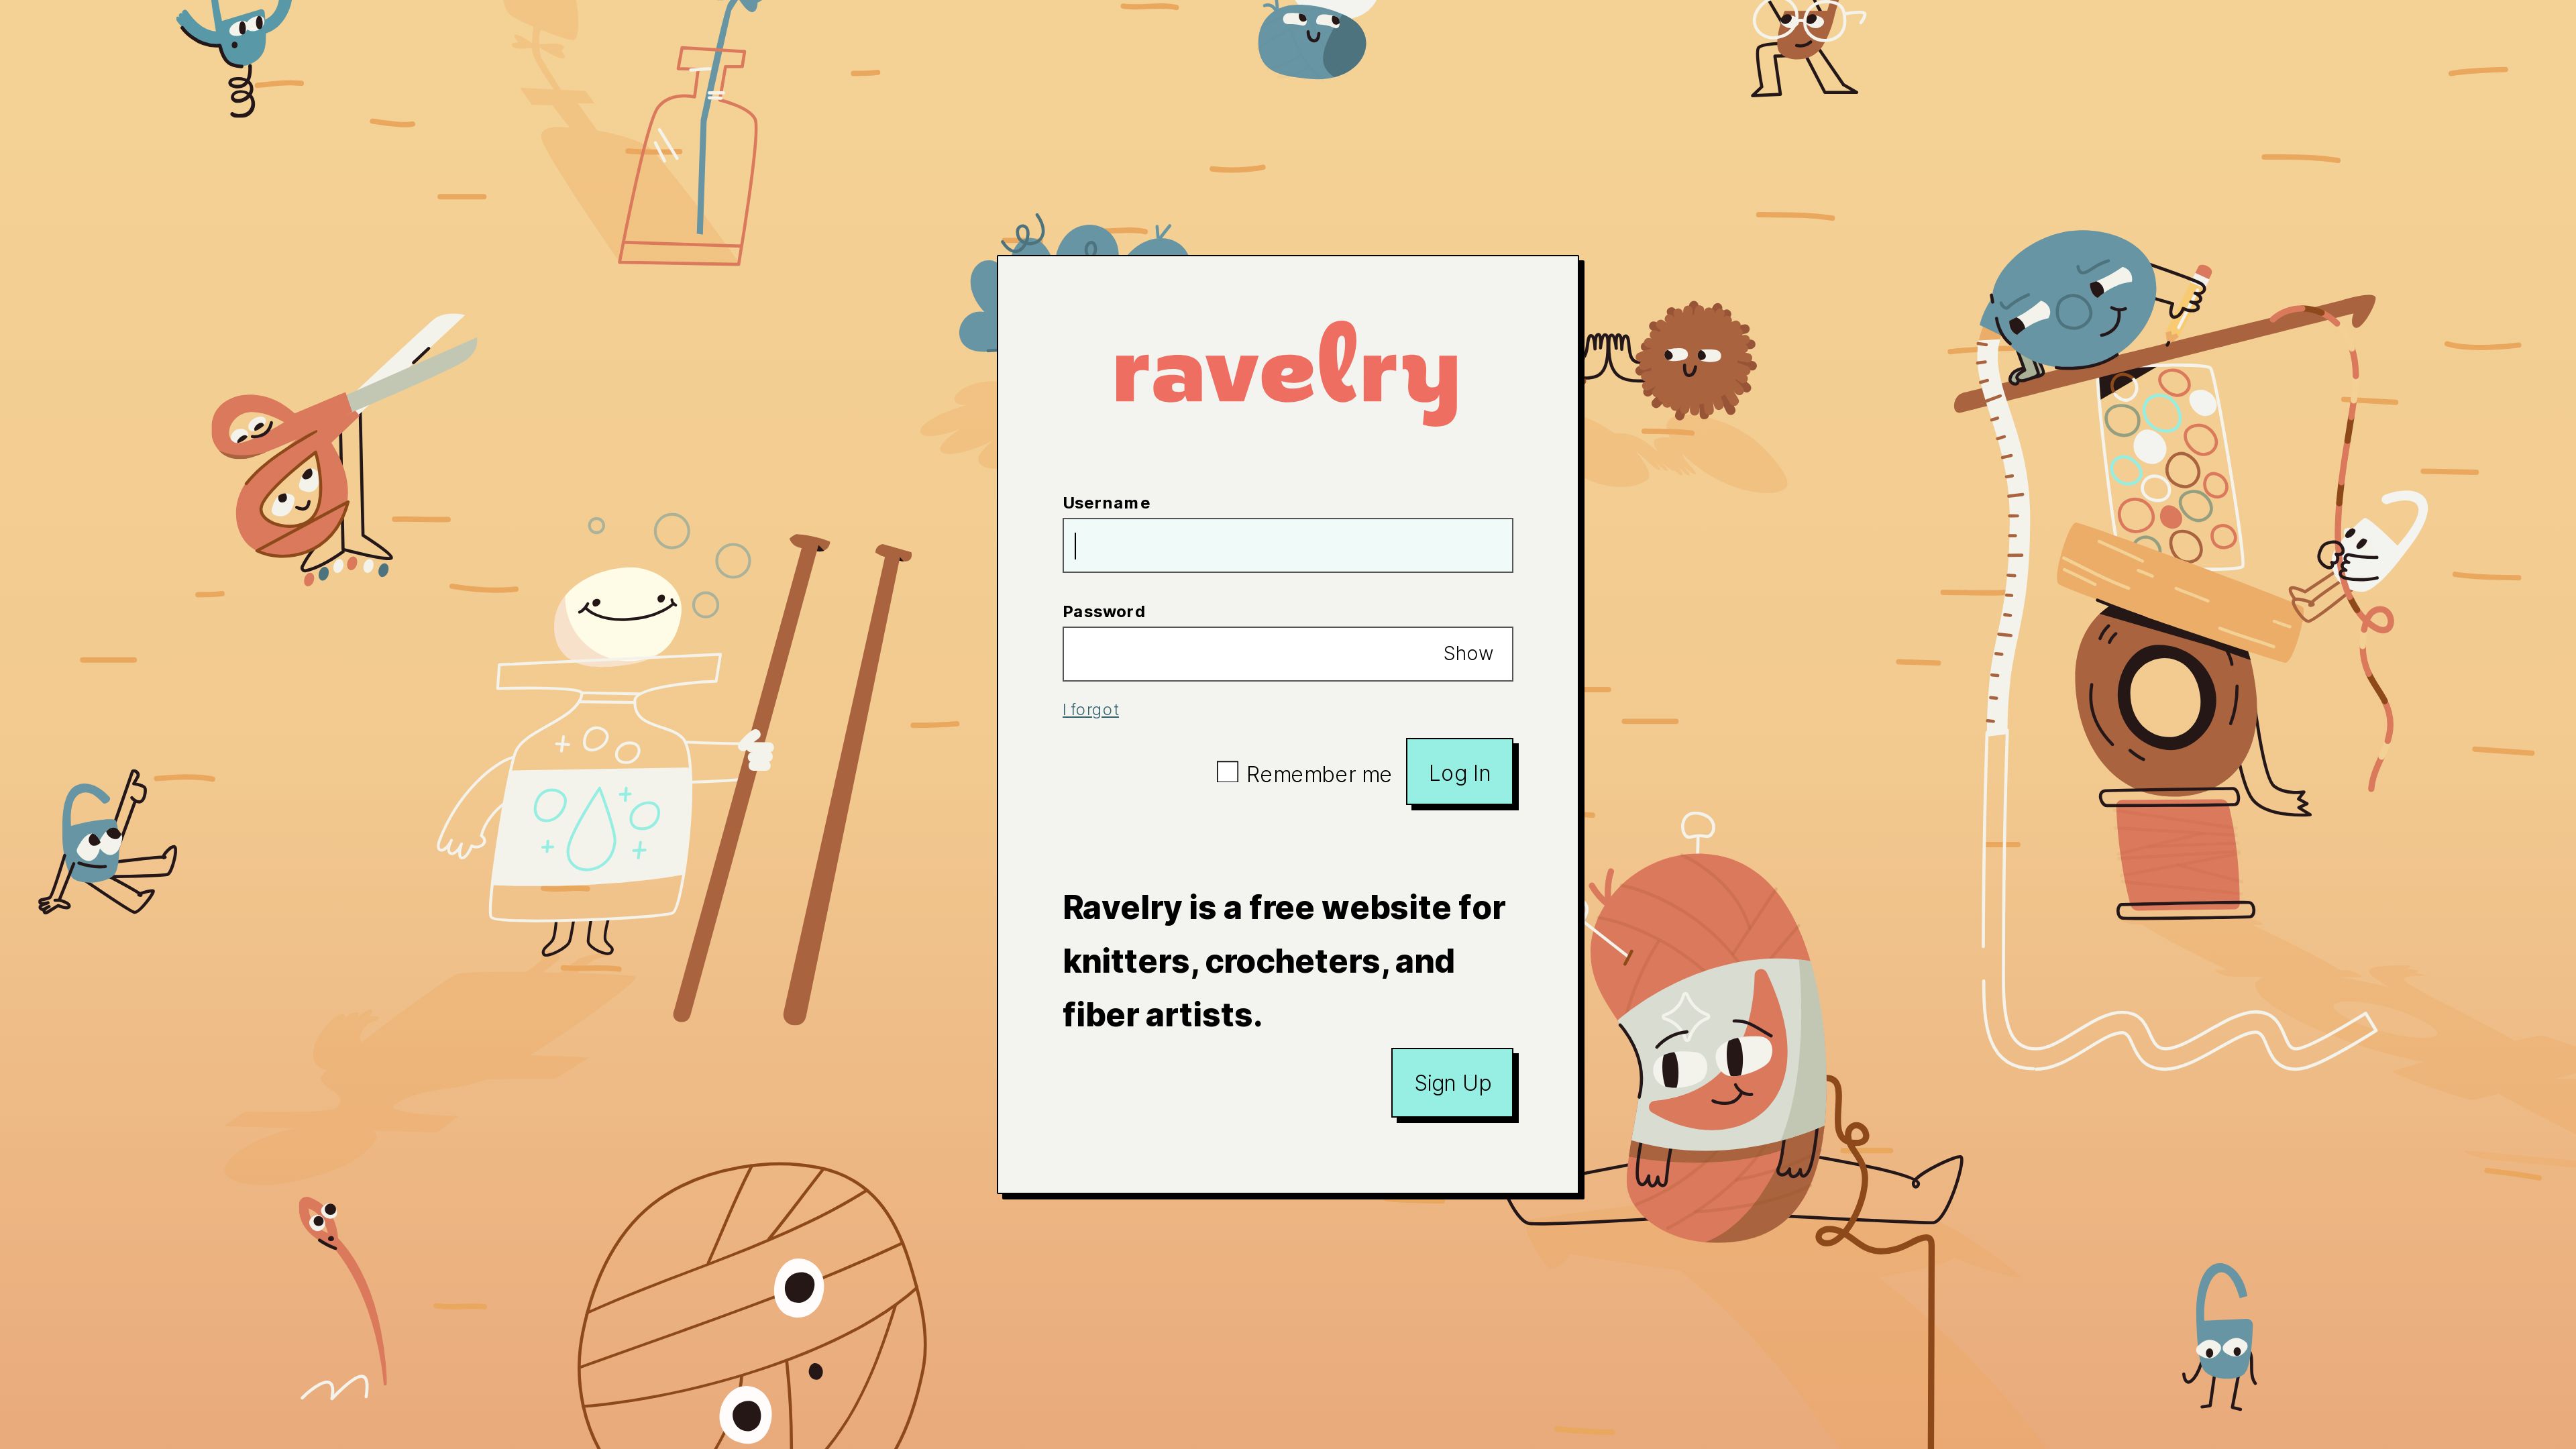 ravelry
Username
Password
Show
I forgot
Remember me
Log In
Ravelry is a free website for
knitters, crocheters, and
fiber artists.
Sign Up